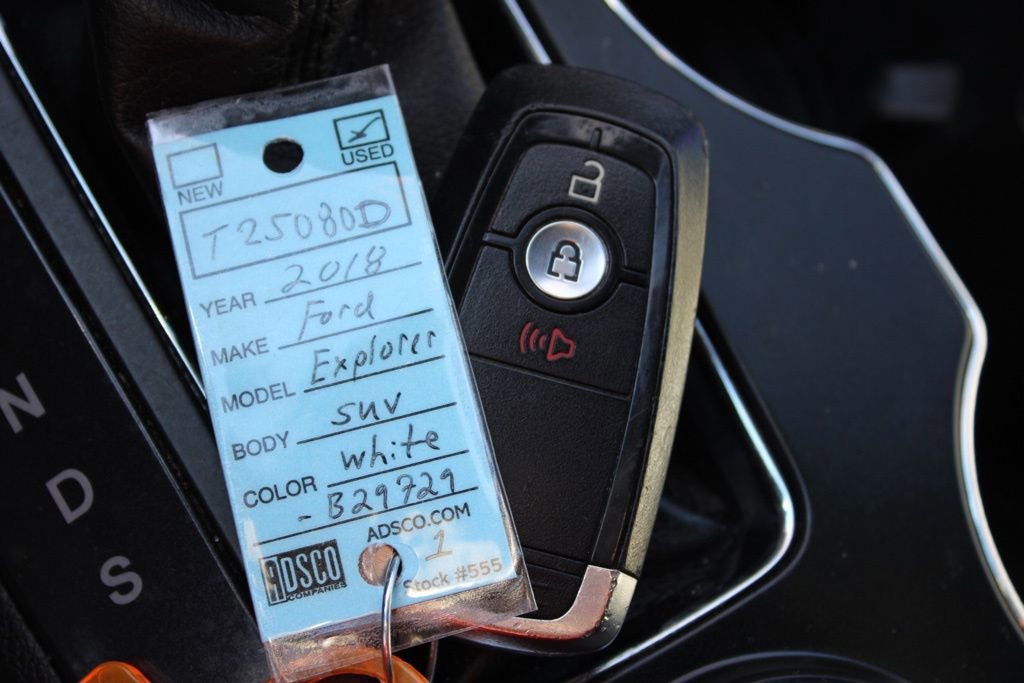 NEW
USED
T25080D
YEAR 2018
MAKE Ford
MODEL Explorer
BODY suv
COLOR white
-B29729
ADSCO.COM
ADSCO
COMPANIES
1
Stock #555
N
D
S